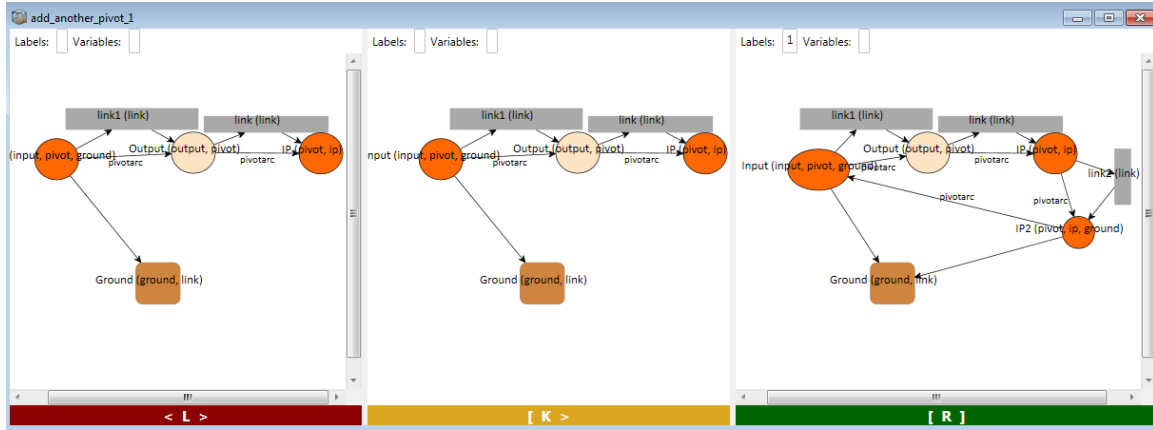 add_another_pivot_1
Labels: Variables:
link1 (link)
link (link)
(input, pivot, ground)
Output (output, pivot)
IP (pivot, ip)
pivotarc
pivotarc
Ground (ground, link)
< L >
Labels: Variables:
link1 (link)
link (link)
nput (input, pivot, ground)
Output (output, pivot)
IP (pivot, ip)
pivotarc
pivotarc
Ground (ground, link)
[ K >
Labels: 1 Variables:
link1 (link)
link (link)
Output (output, pivot)
IP (pivot, ip)
pivotarc
Input (input, pivot, ground)
pivotarc
link2 (link)
pivotarc
pivotarc
IP2 (pivot, ip, ground)
Ground (ground, link)
[ R ]